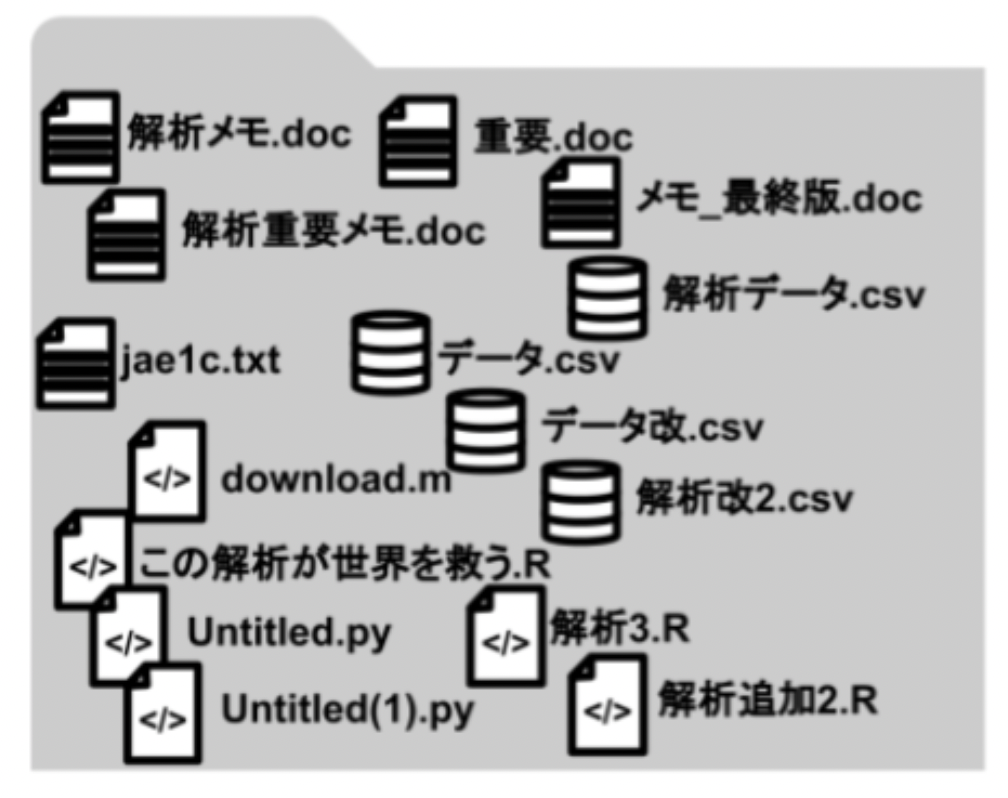 解析メモ.doc
重要.doc
メモ_最終版.doc
解析重要メモ.doc
解析データ.csv
jae1c.txt
データ.csv
データ改.csv
</> download.m
解析改2.csv
</> この解析が世界を救う.R
</> Untitled.py
</> 解析3.R
</> Untitled(1).py
</> 解析追加2.R